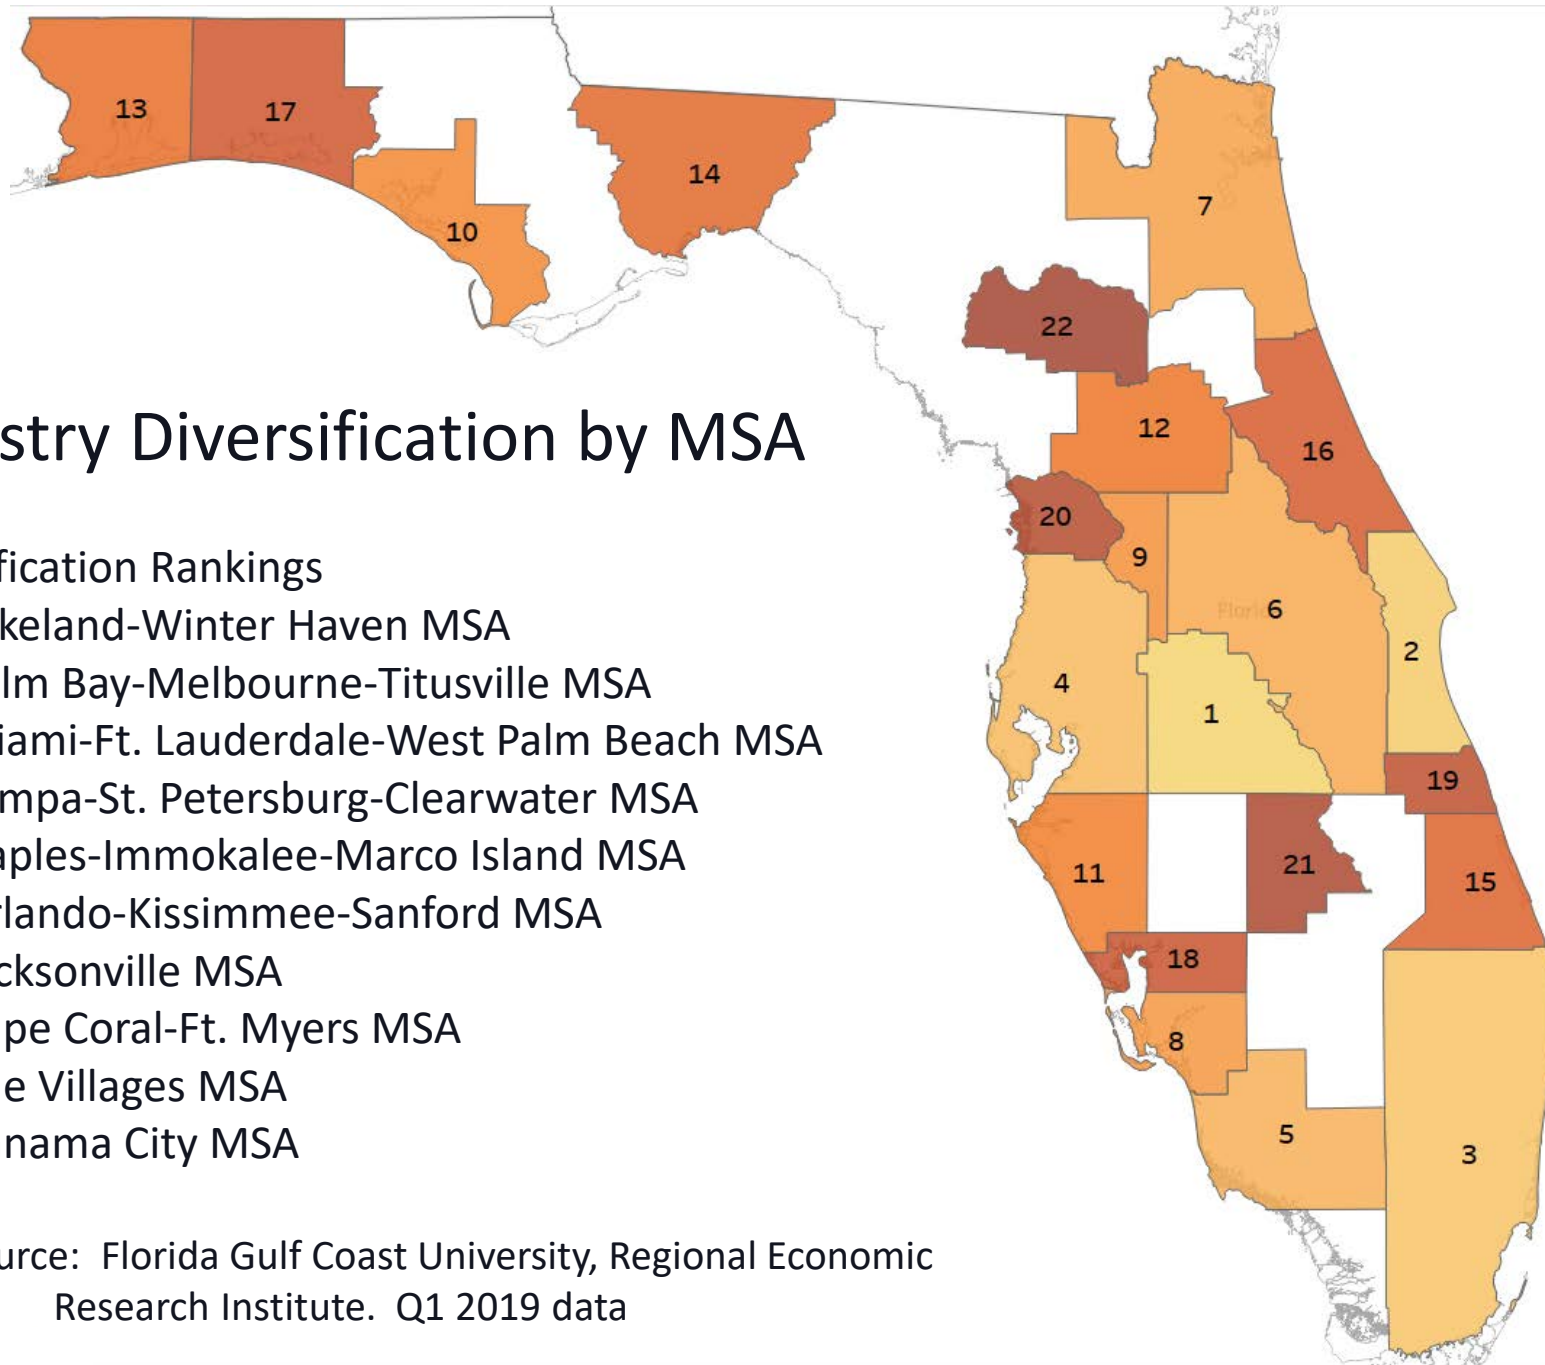 13
17
14
10
7
22
12
16
20
9
6
2
4
1
19
11
21
15
18
8
5
3
stry Diversification by MSA
fication Rankings
keland-Winter Haven MSA
lm Bay-Melbourne-Titusville MSA
iami-Ft. Lauderdale-West Palm Beach MSA
mpa-St. Petersburg-Clearwater MSA
aples-Immokalee-Marco Island MSA
rlando-Kissimmee-Sanford MSA
cksonville MSA
pe Coral-Ft. Myers MSA
e Villages MSA
nama City MSA
urce: Florida Gulf Coast University, Regional Economic
Research Institute. Q1 2019 data